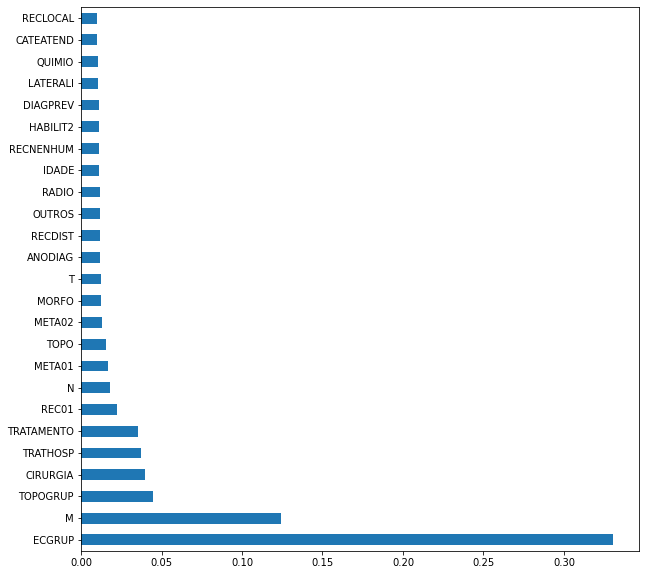 RECLOCAL
CATEATEND
QUIMIO
LATERALI
DIAGPREV
HABILIT2
RECNENHUM
IDADE
RADIO
OUTROS
RECDIST
ANODIAG
T
MORFO
META02
TOPO
META01
N
REC01
TRATAMENTO
TRATHOSP
CIRURGIA
TOPOGRUP
M
ECGRUP
0.00 0.05 0.10 0.15 0.20 0.25 0.30